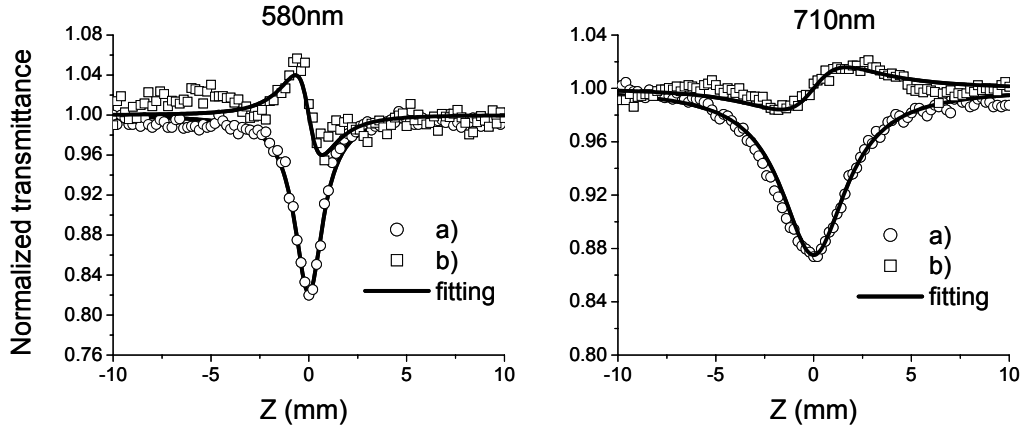 580nm
Normalized transmittance
1.08
1.04
1.00
0.96
0.92
0.88
0.84
0.80
0.76
a)
b)
fitting
-10 -5 0 5 10
Z (mm)
710nm
1.04
1.00
0.96
0.92
0.88
0.84
0.80
a)
b)
fitting
-10 -5 0 5 10
Z (mm)